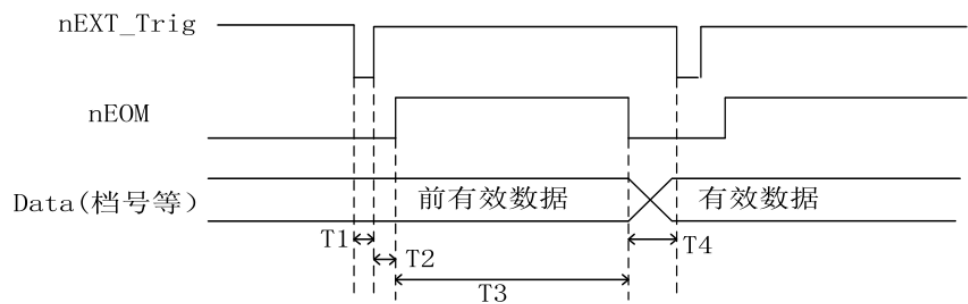 nEXT_Trig
nEOM
Data(档号等)
前有效数据
有效数据
T1
T2
T3
T4